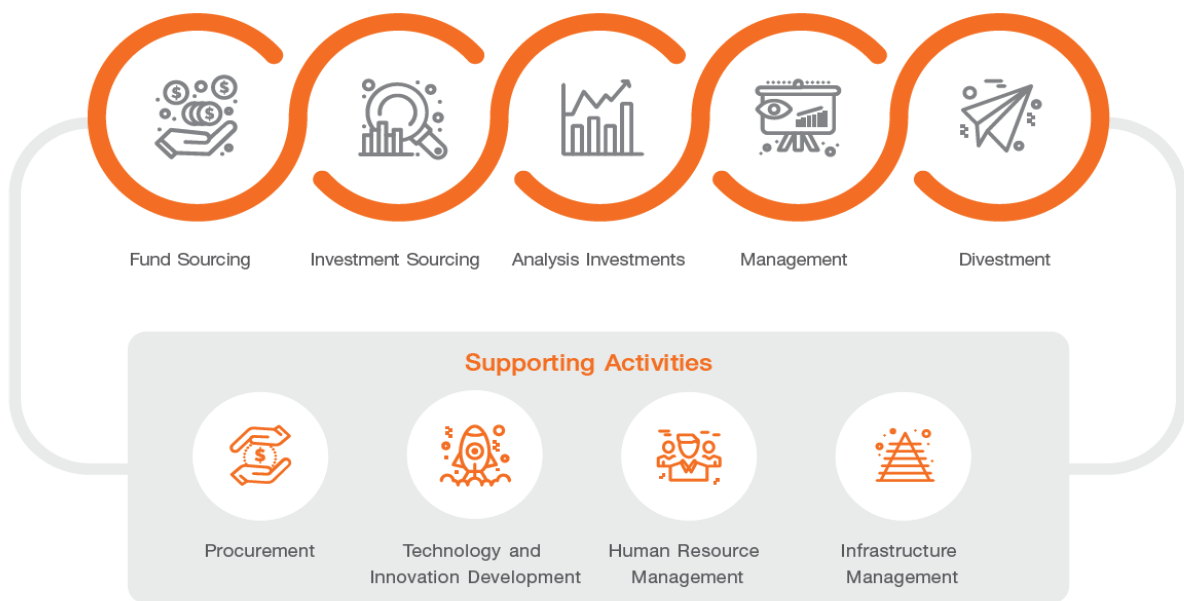 Fund Sourcing
Investment Sourcing
Analysis Investments
Management
Divestment
Supporting Activities
$
Procurement
Technology and
Innovation Development
Human Resource
Management
Infrastructure
Management